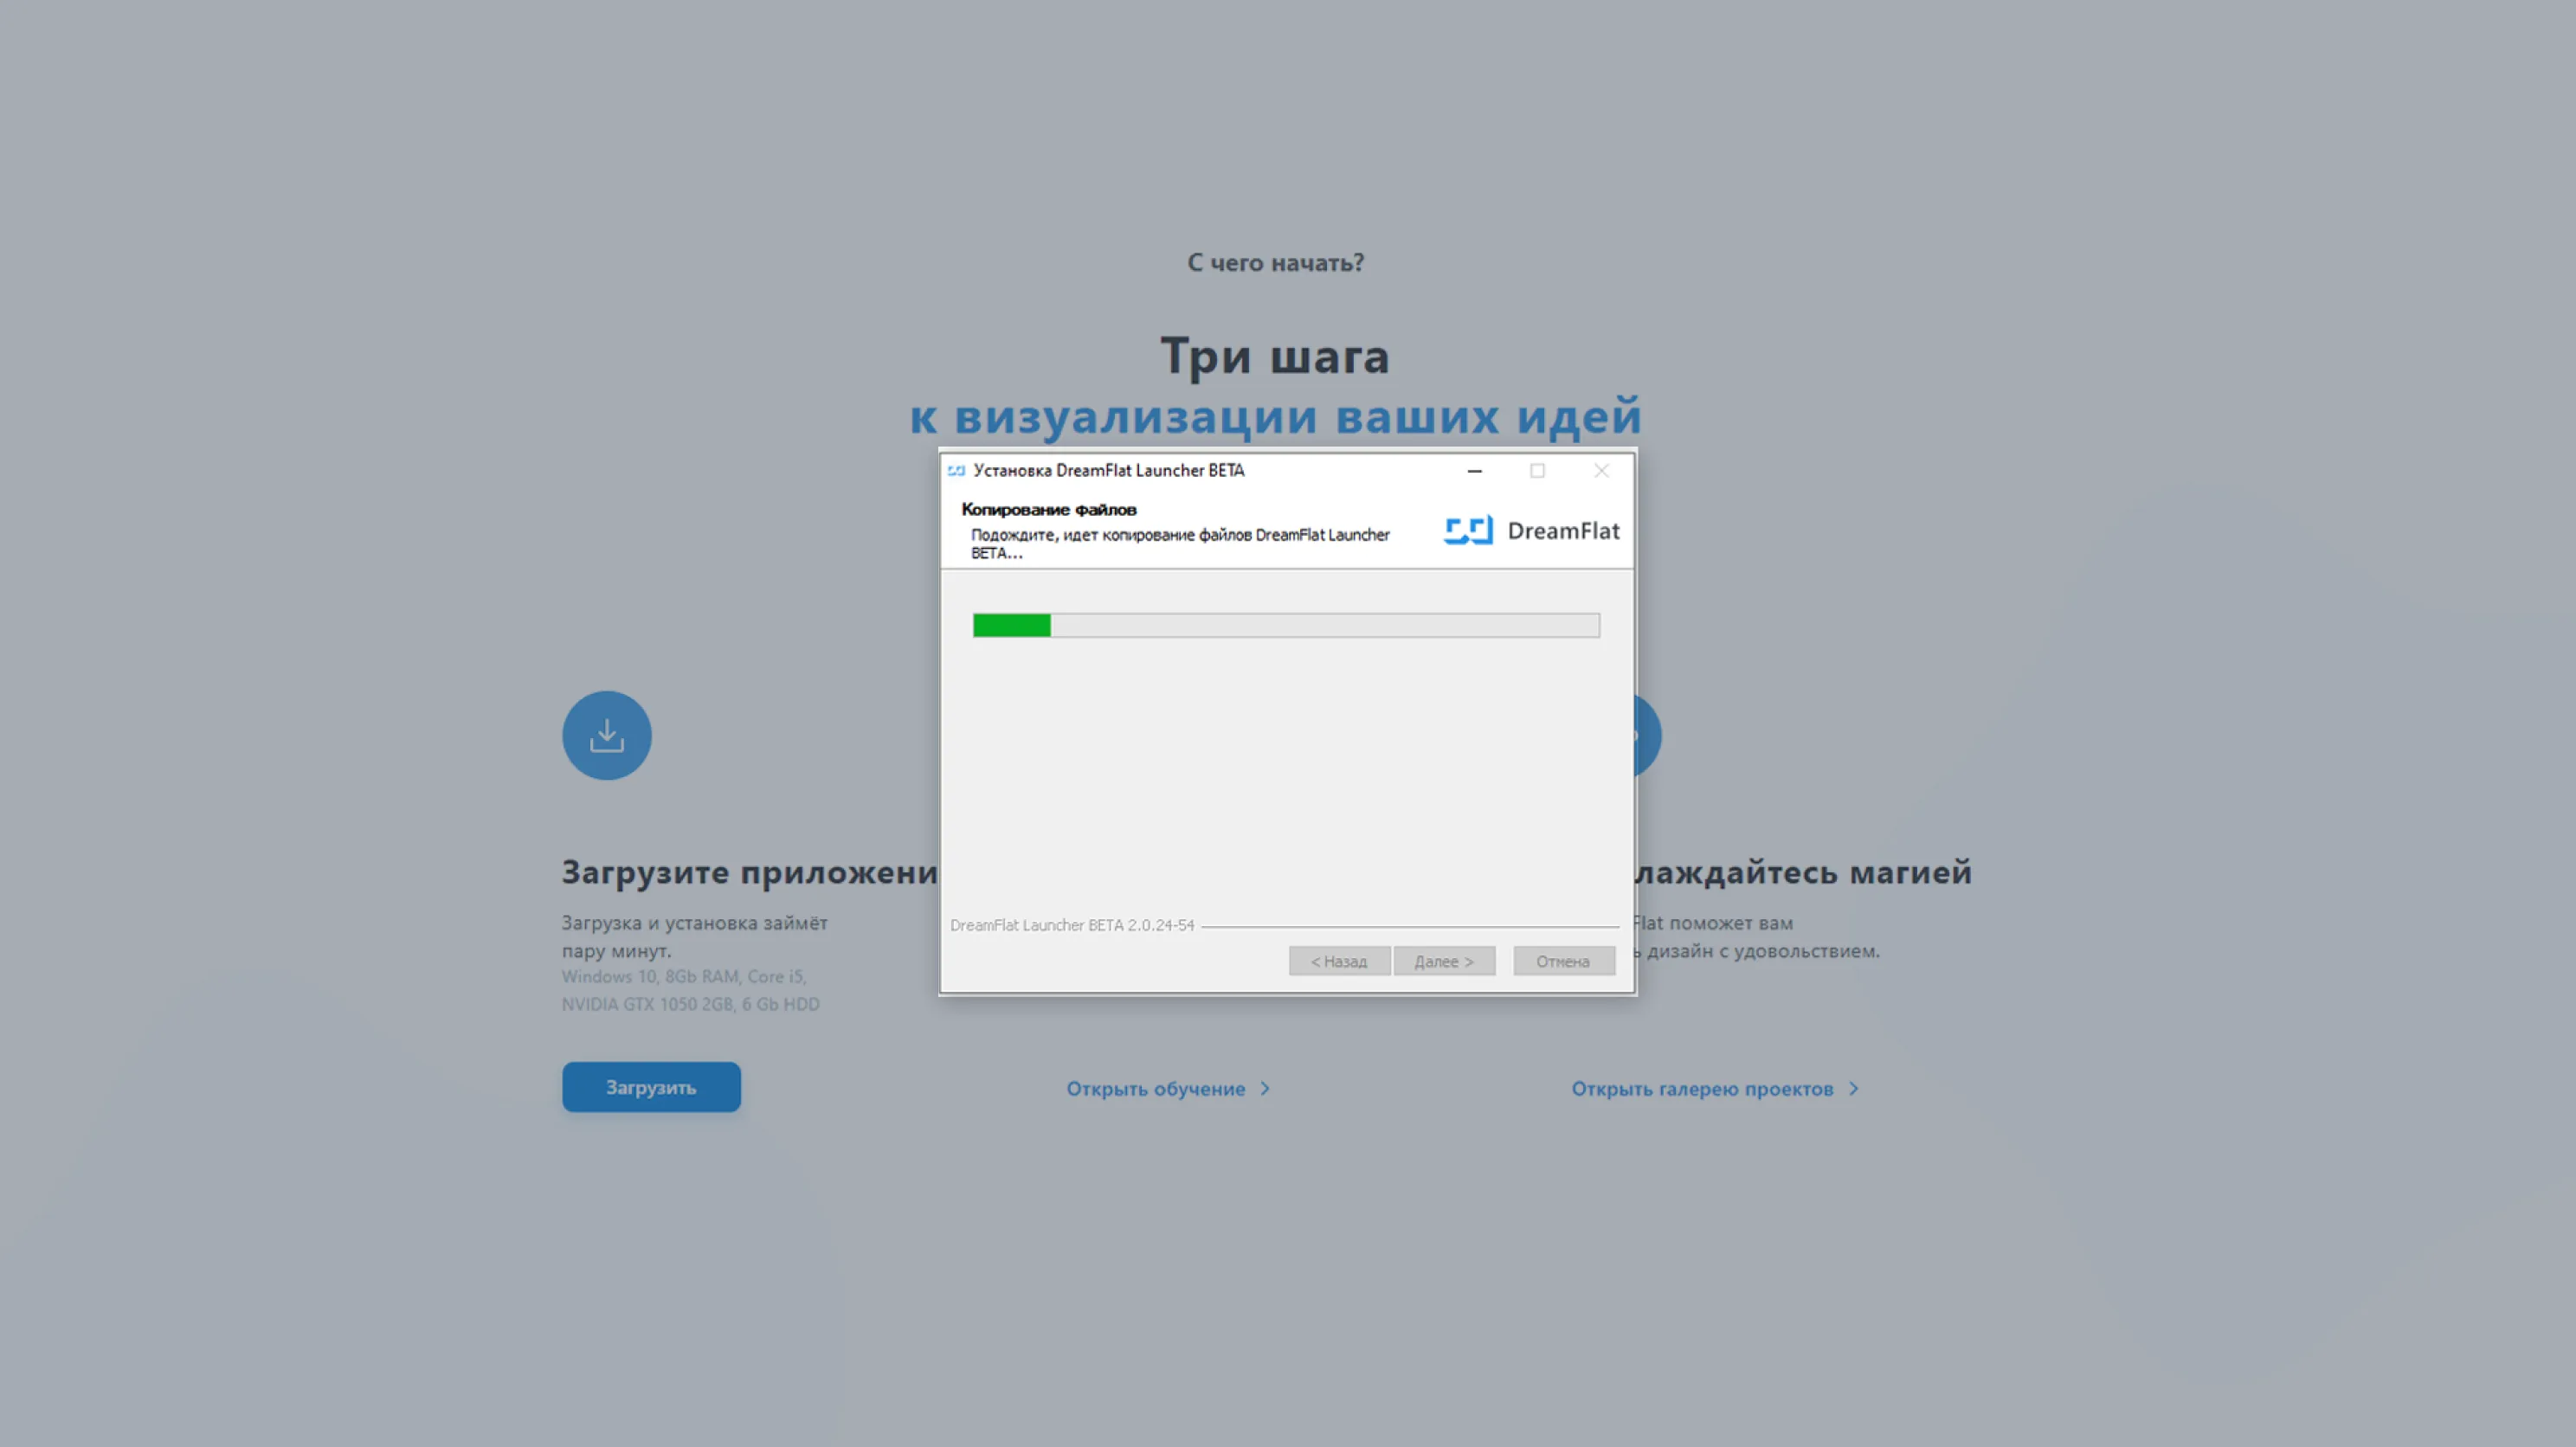 С чего начать?
Три шага
к визуализации ваших идей
Установка DreamFlat Launcher BETA
Копирование файлов
Подождите, идет копирование файлов DreamFlat Launcher
BETA...
DreamFlat
DreamFlat Launcher BETA 2.0.24-54
< Назад
Далее >
Отмена
Загрузите
Загрузка и установка займёт
пару минут.
Windows 10, 8Gb RAM, Core i5,
NVIDIA GTX 1050 2GB, 6 Gb HDD
Загрузить
Открыть обучение
магией
поможет вам
дизайн с удовольствием.
Открыть галерею проектов